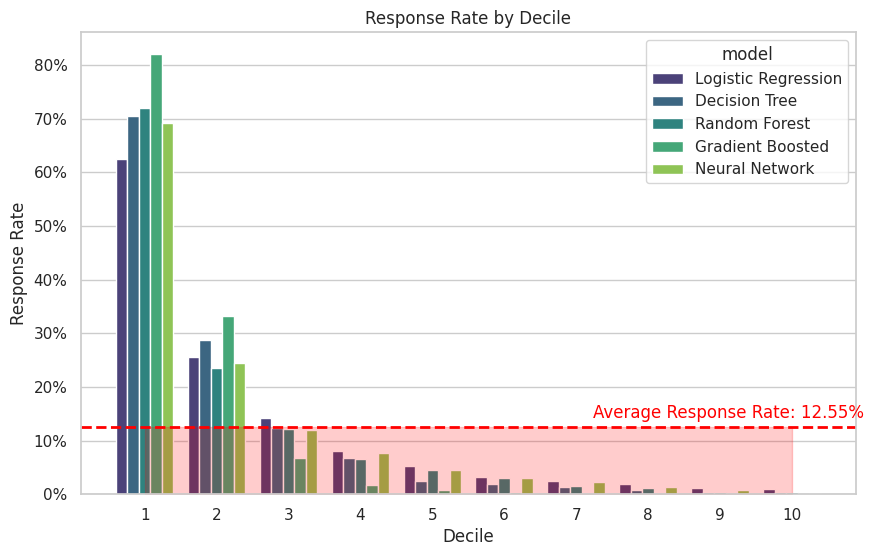 Response Rate by Decile
model
Logistic Regression
Decision Tree
Random Forest
Gradient Boosted
Neural Network
Response Rate
80%
70%
60%
50%
40%
30%
20%
10%
0%
Average Response Rate: 12.55%
1 2 3 4 5 6 7 8 9 10
Decile